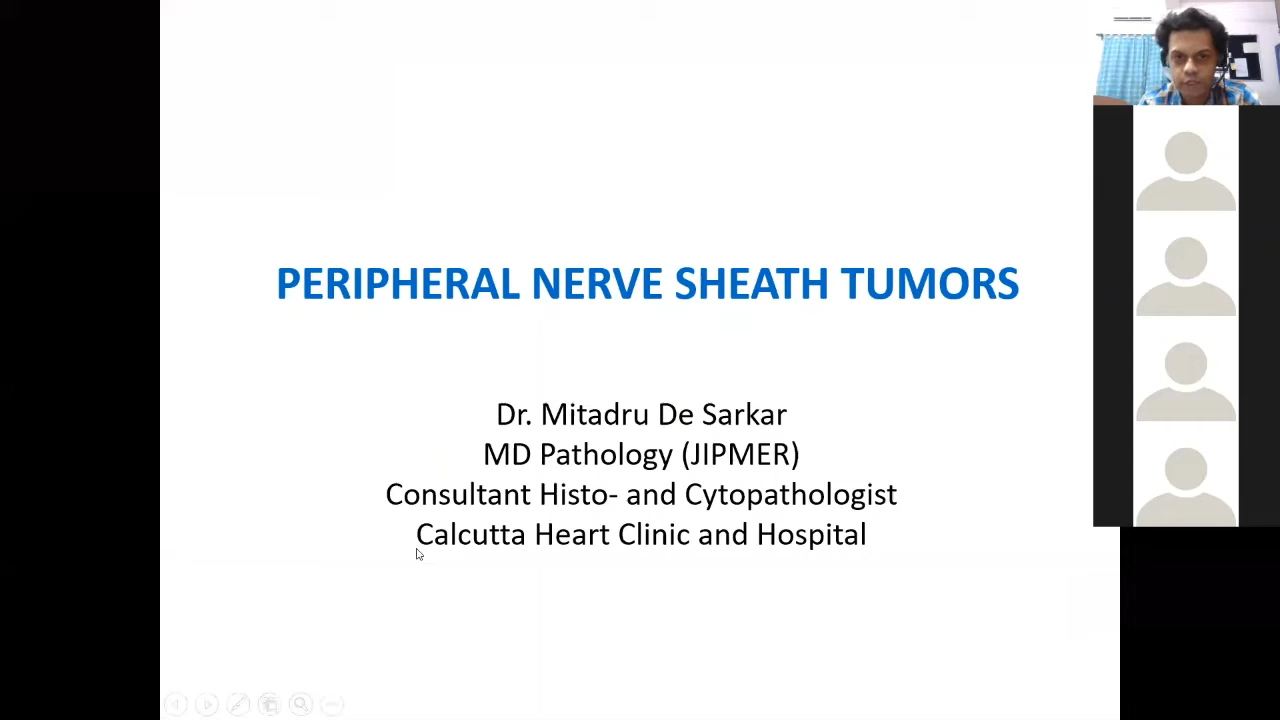 PERIPHERAL NERVE SHEATH TUMORS
Dr. Mitadru De Sarkar
MD Pathology (JIPMER)
Consultant Histo- and Cytopathologist
Calcutta Heart Clinic and Hospital